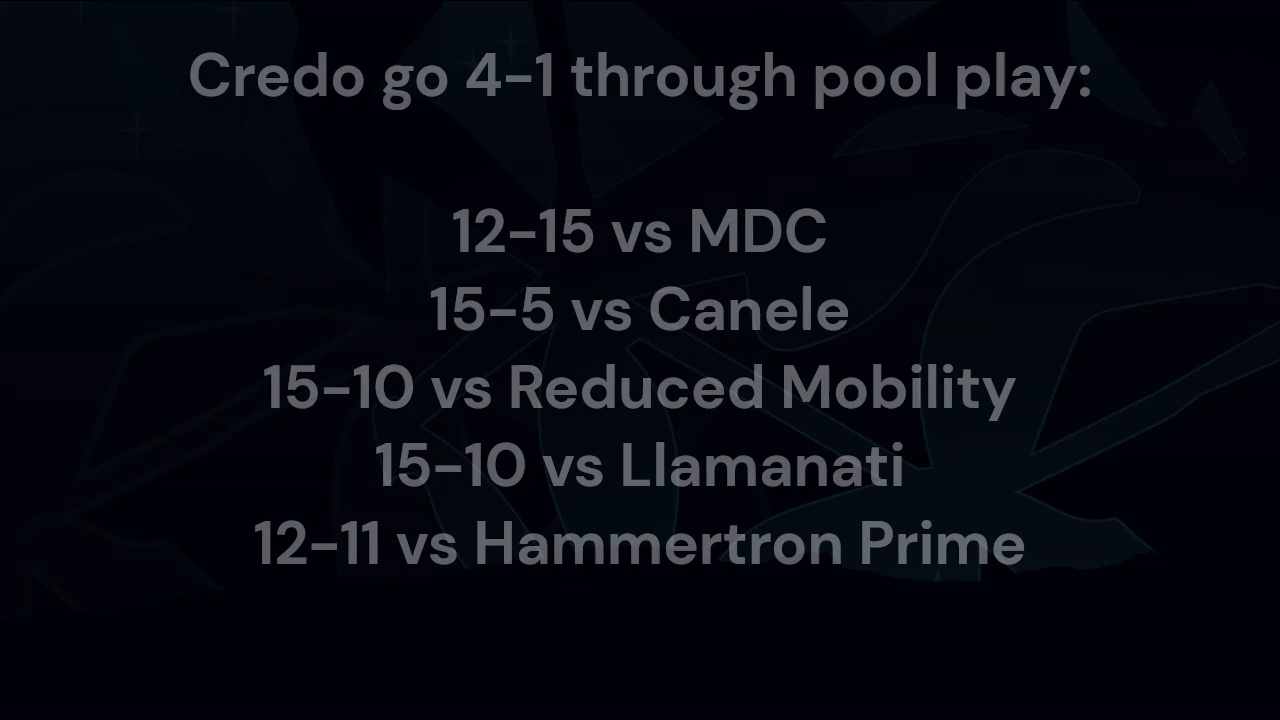 Credo go 4-1 through pool play:
12-15 vs MDC
15-5 vs Canele
15-10 vs Reduced Mobility
15-10 vs Llamanati
12-11 vs Hammertron Prime